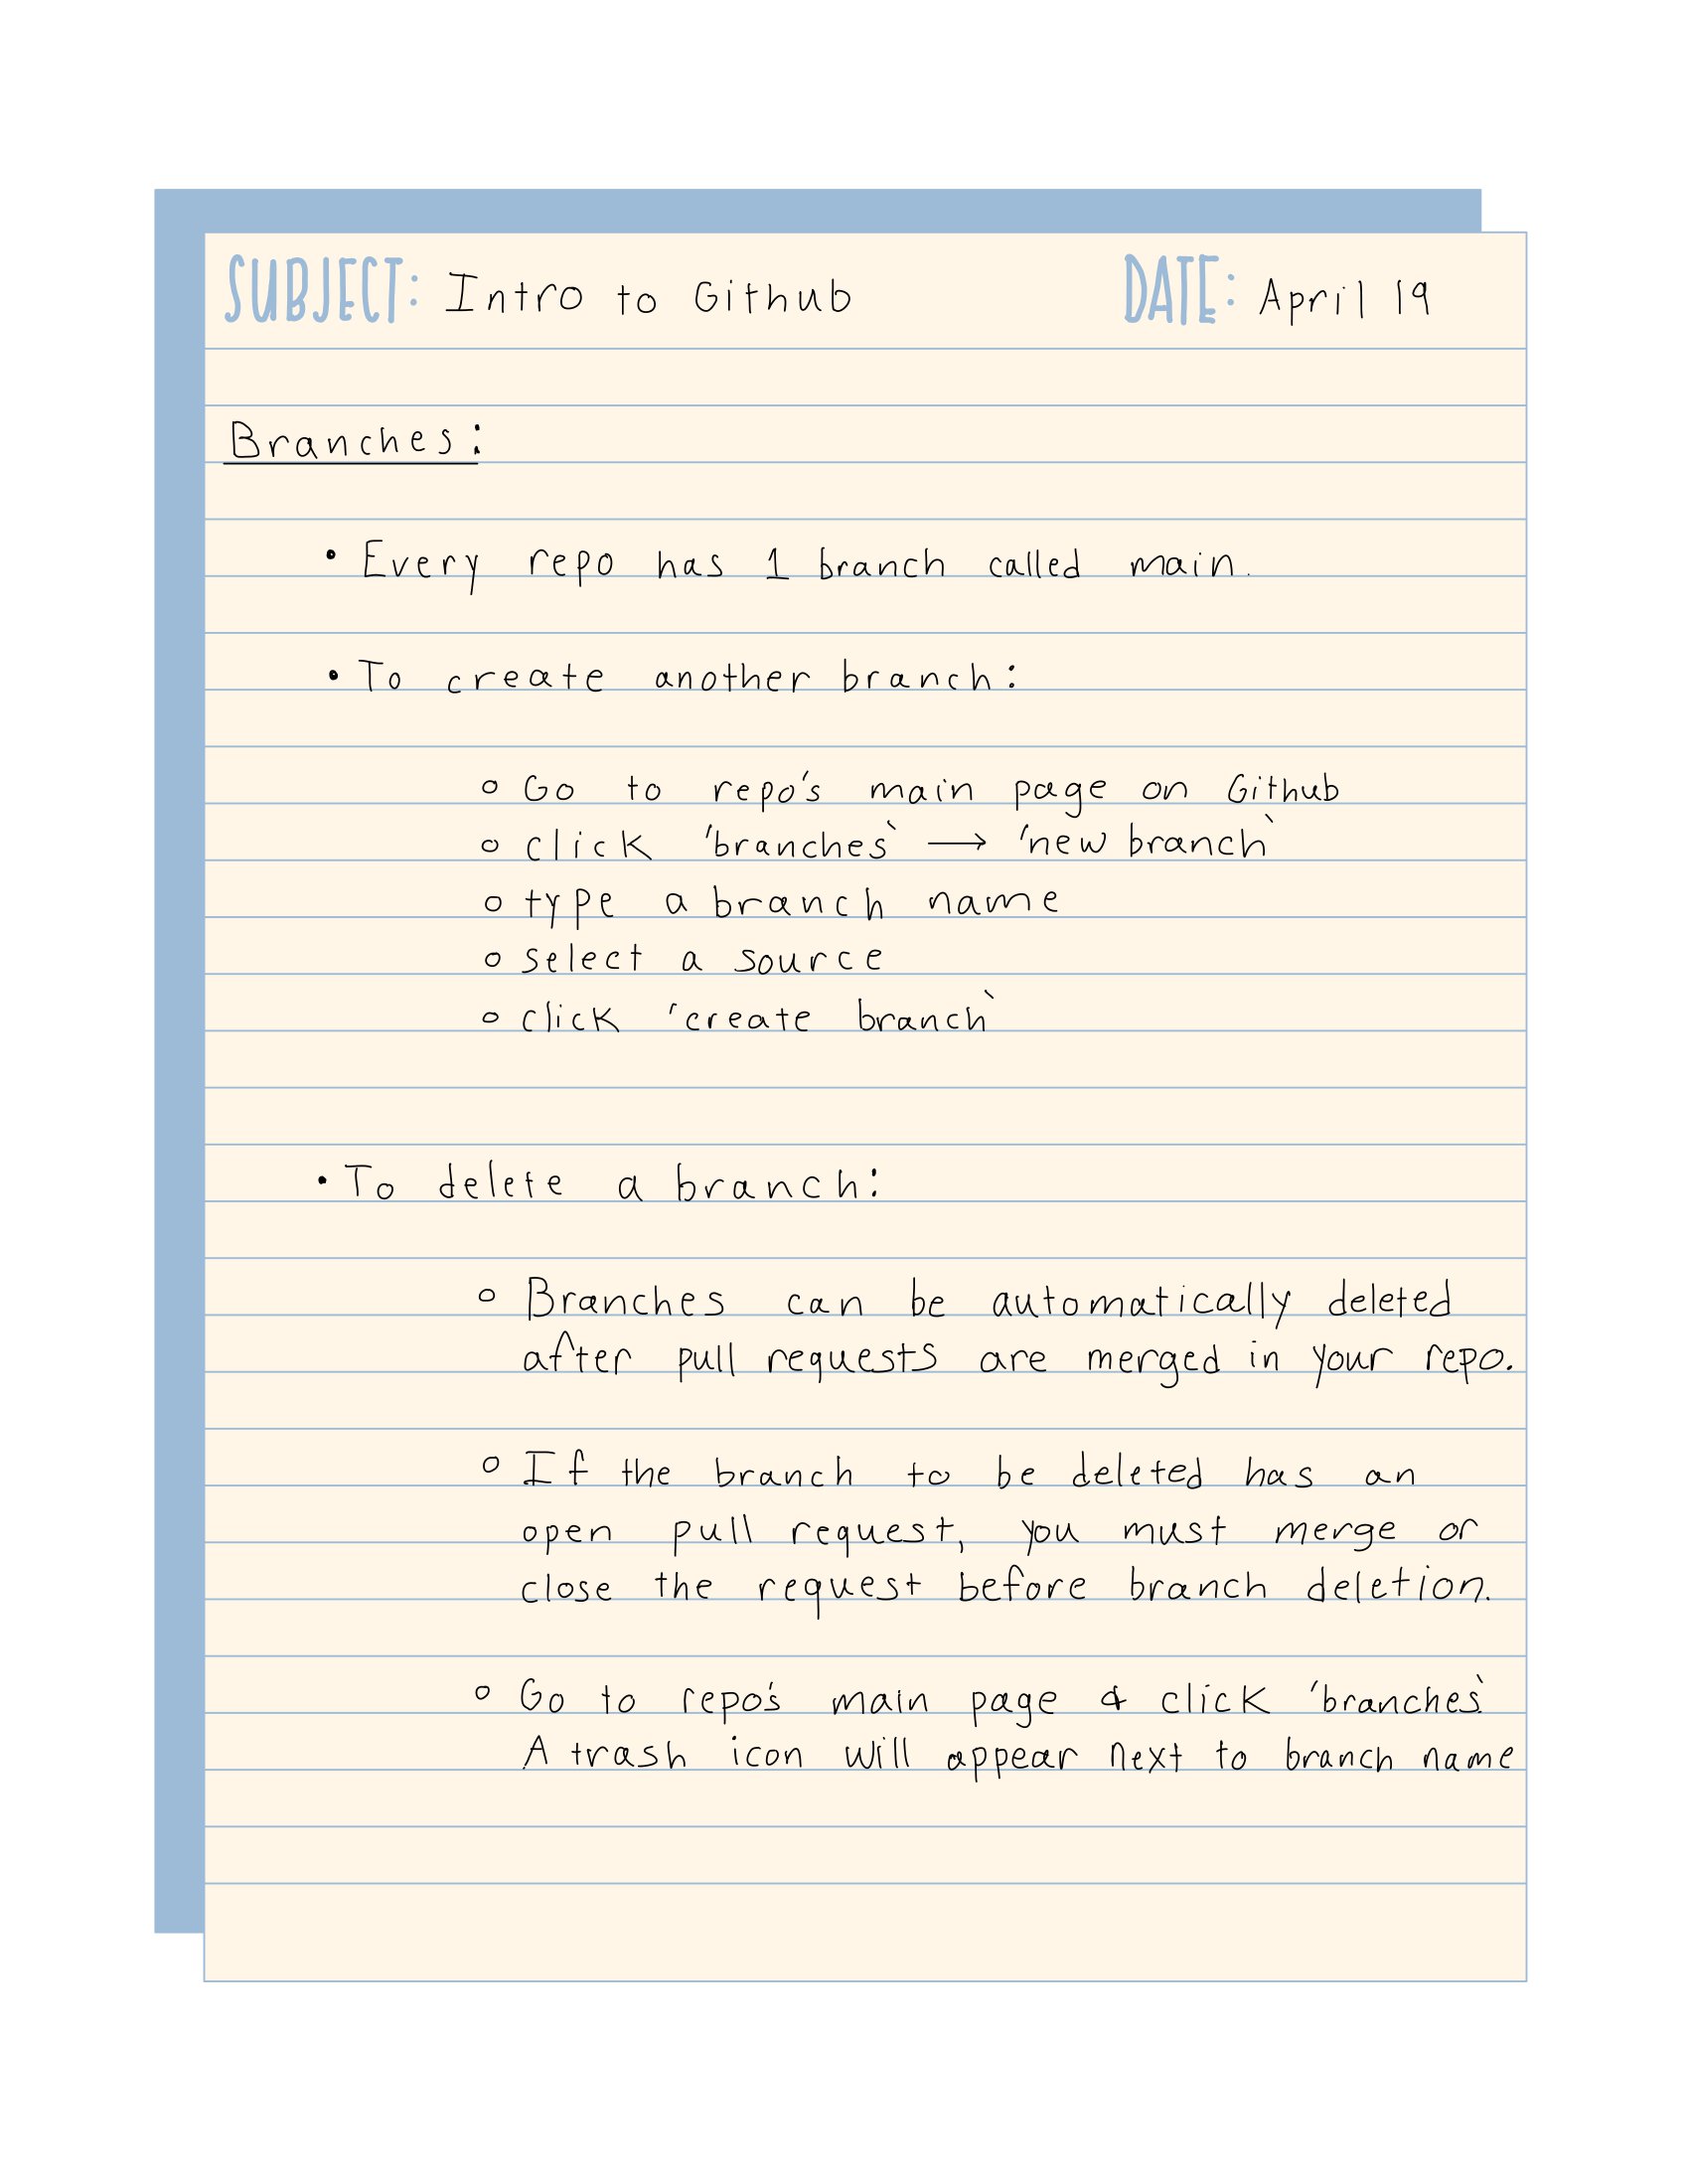 SUBJECT: Intro to Github DATE: April 19
Branches:
• Every repo has 1 branch called main.
• To create another branch:
◦ Go to repo's main page on Github
◦ click 'branches` → 'new branch`
◦ type a branch name
◦ select a source
◦ click 'create branch`
• To delete a branch:
◦ Branches can be automatically deleted
after pull requests are merged in your repo.
◦ If the branch to be deleted has an
open pull request, you must merge or
close the request before branch deletion.
◦ Go to repo's main page & click 'branches`
A trash icon will appear next to branch name